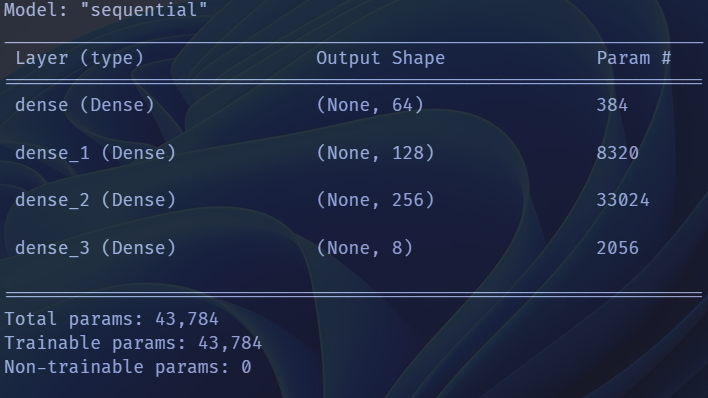 Model: "sequential"
Layer (type) Output Shape Param #
dense (Dense) (None, 64) 384
dense_1 (Dense) (None, 128) 8320
dense_2 (Dense) (None, 256) 33024
dense_3 (Dense) (None, 8) 2056
Total params: 43,784
Trainable params: 43,784
Non-trainable params: 0